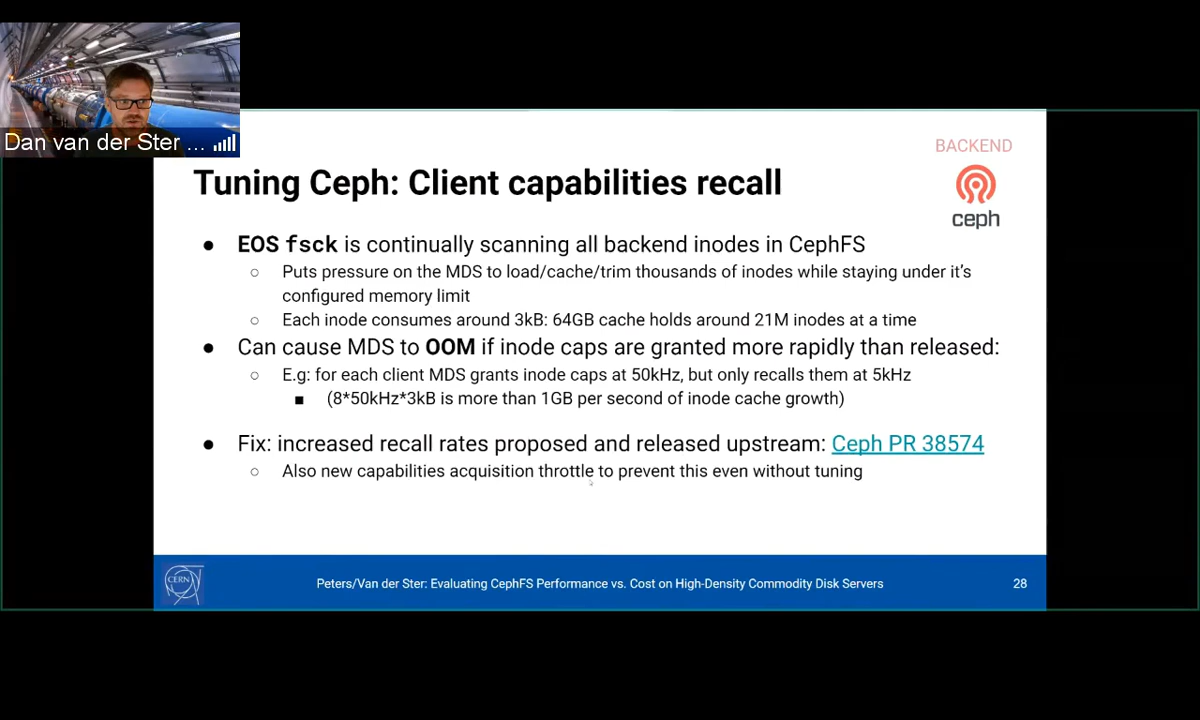 Dan van der Ster ...
BACKEND
Tuning Ceph: Client capabilities recall
ceph
● EOS fsck is continually scanning all backend inodes in CephFS
○ Puts pressure on the MDS to load/cache/trim thousands of inodes while staying under it's
configured memory limit
○ Each inode consumes around 3kB: 64GB cache holds around 21M inodes at a time
● Can cause MDS to OOM if inode caps are granted more rapidly than released:
○ E.g: for each client MDS grants inode caps at 50kHz, but only recalls them at 5kHz
■ (8*50kHz*3kB is more than 1GB per second of inode cache growth)
● Fix: increased recall rates proposed and released upstream: Ceph PR 38574
○ Also new capabilities acquisition throttle to prevent this even without tuning
CERN
Peters/Van der Ster: Evaluating CephFS Performance vs. Cost on High-Density Commodity Disk Servers
28